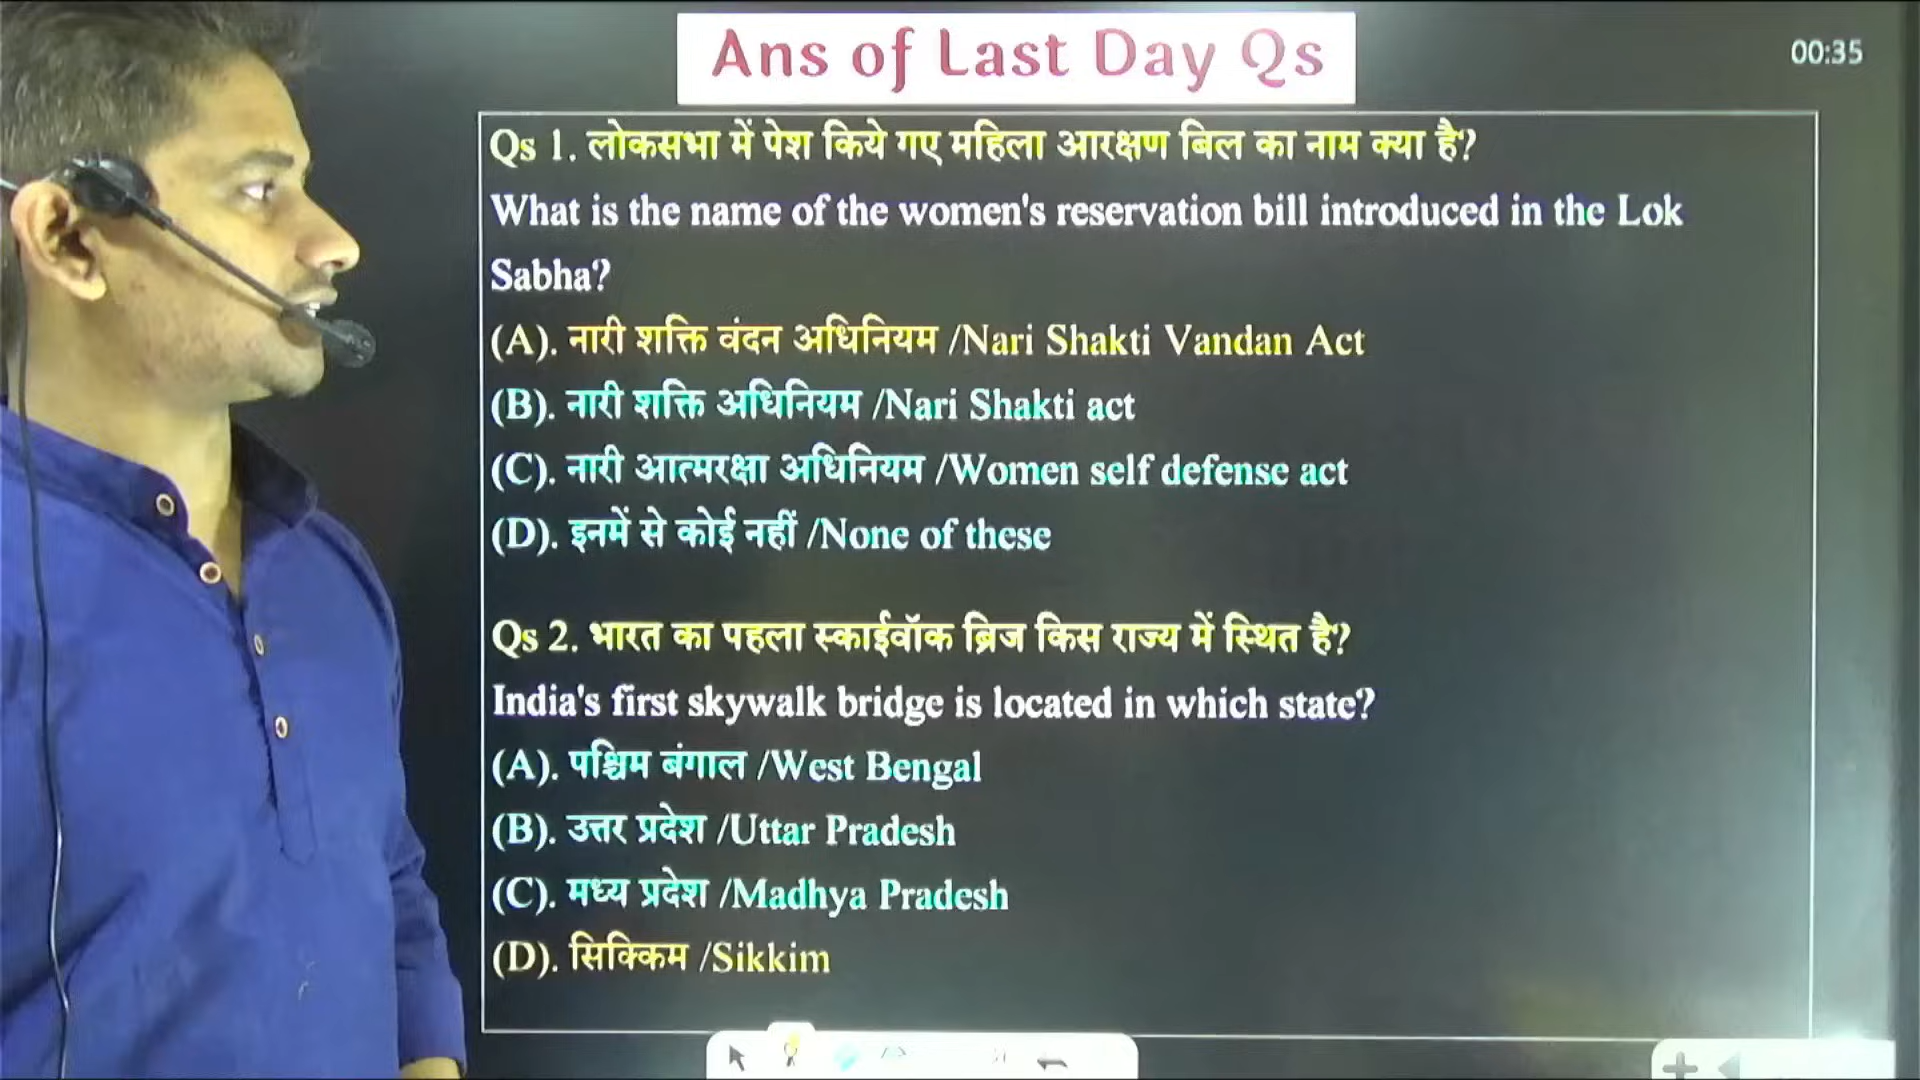 Ans of Last Day Qs
00:35
Qs 1. लोकसभा में पेश किये गए महिला आरक्षण बिल का नाम क्या है?
What is the name of the women's reservation bill introduced in the Lok
Sabha?
(A). नारी शक्ति वंदन अधिनियम /Nari Shakti Vandan Act
(B). नारी शक्ति अधिनियम /Nari Shakti act
(C). नारी आत्मरक्षा अधिनियम /Women self defense act
(D). इनमें से कोई नहीं /None of these
Qs 2. भारत का पहला स्काईवॉक ब्रिज किस राज्य में स्थित है?
India's first skywalk bridge is located in which state?
(A). पश्चिम बंगाल /West Bengal
(B). उत्तर प्रदेश /Uttar Pradesh
(C). मध्य प्रदेश /Madhya Pradesh
(D). सिक्किम /Sikkim